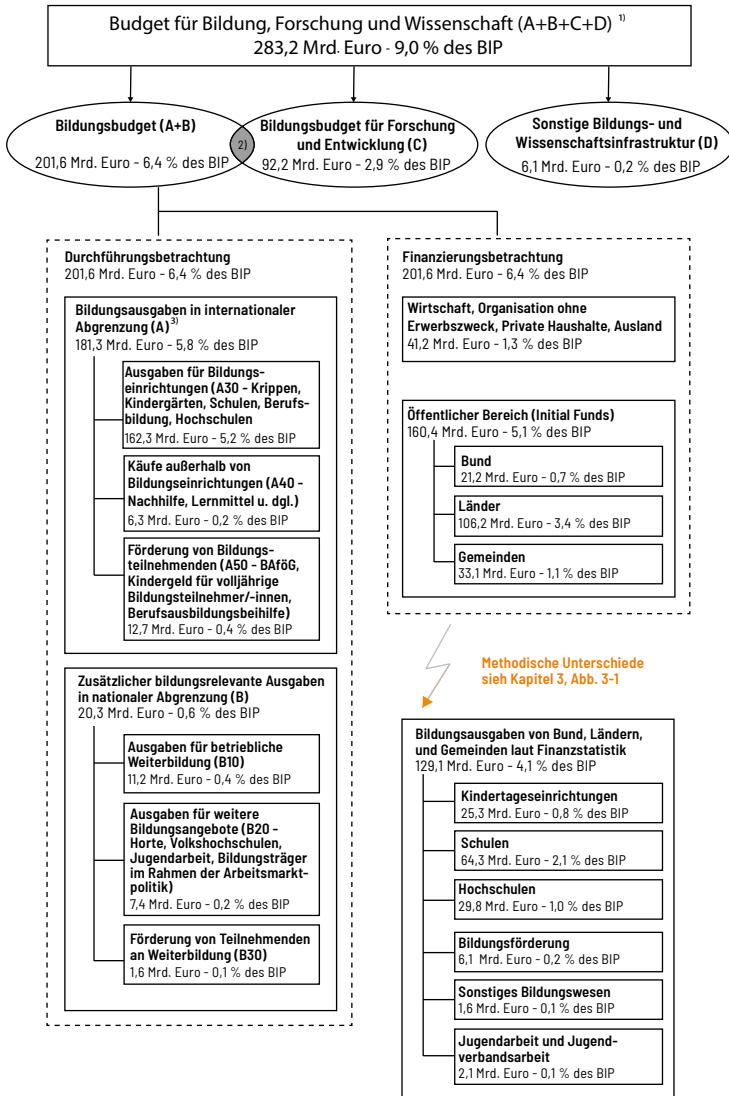 Budget für Bildung, Forschung und Wissenschaft (A+B+C+D) 1)
283,2 Mrd. Euro - 9,0 % des BIP
Bildungsbudget (A+B)
201,6 Mrd. Euro - 6,4 % des BIP
2)
Bildungsbudget für Forschung
und Entwicklung (C)
92,2 Mrd. Euro - 2,9 % des BIP
Sonstige Bildungs- und
Wissenschaftsinfrastruktur (D)
6,1 Mrd. Euro - 0,2 % des BIP
Durchführungsbetrachtung
201,6 Mrd. Euro - 6,4 % des BIP
Bildungsausgaben in internationaler
Abgrenzung (A) 3)
181,3 Mrd. Euro - 5,8 % des BIP
Ausgaben für Bildungs-
einrichtungen (A30 - Krippen,
Kindergärten, Schulen, Berufs-
bildung, Hochschulen
162,3 Mrd. Euro - 5,2 % des BIP
Käufe außerhalb von
Bildungseinrichtungen (A40 -
Nachhilfe, Lernmittel u. dgl.)
6,3 Mrd. Euro - 0,2 % des BIP
Förderung von Bildungs-
teilnehmenden (A50 - BAföG,
Kindergeld für volljährige
Bildungsteilnehmer/-innen,
Berufsausbildungsbeihilfe)
12,7 Mrd. Euro - 0,4 % des BIP
Zusätzlicher bildungsrelevante Ausgaben
in nationaler Abgrenzung (B)
20,3 Mrd. Euro - 0,6 % des BIP
Ausgaben für betriebliche
Weiterbildung (B10)
11,2 Mrd. Euro - 0,4 % des BIP
Ausgaben für weitere
Bildungsangebote (B20 -
Horte, Volkshochschulen,
Jugendarbeit, Bildungsträger
im Rahmen der Arbeitsmarkt-
politik)
7,4 Mrd. Euro - 0,2 % des BIP
Förderung von Teilnehmenden
an Weiterbildung (B30)
1,6 Mrd. Euro - 0,1 % des BIP
Finanzierungsbetrachtung
201,6 Mrd. Euro - 6,4 % des BIP
Wirtschaft, Organisation ohne
Erwerbszweck, Private Haushalte, Ausland
41,2 Mrd. Euro - 1,3 % des BIP
Öffentlicher Bereich (Initial Funds)
160,4 Mrd. Euro - 5,1 % des BIP
Bund
21,2 Mrd. Euro - 0,7 % des BIP
Länder
106,2 Mrd. Euro - 3,4 % des BIP
Gemeinden
33,1 Mrd. Euro - 1,1 % des BIP
Methodische Unterschiede
sieh Kapitel 3, Abb. 3-1
Bildungsausgaben von Bund, Ländern,
und Gemeinden laut Finanzstatistik
129,1 Mrd. Euro - 4,1 % des BIP
Kindertageseinrichtungen
25,3 Mrd. Euro - 0,8 % des BIP
Schulen
64,3 Mrd. Euro - 2,1 % des BIP
Hochschulen
29,8 Mrd. Euro - 1,0 % des BIP
Bildungsförderung
6,1 Mrd. Euro - 0,2 % des BIP
Sonstiges Bildungswesen
1,6 Mrd. Euro - 0,1 % des BIP
Jugendarbeit und Jugend-
verbandsarbeit
2,1 Mrd. Euro - 0,1 % des BIP